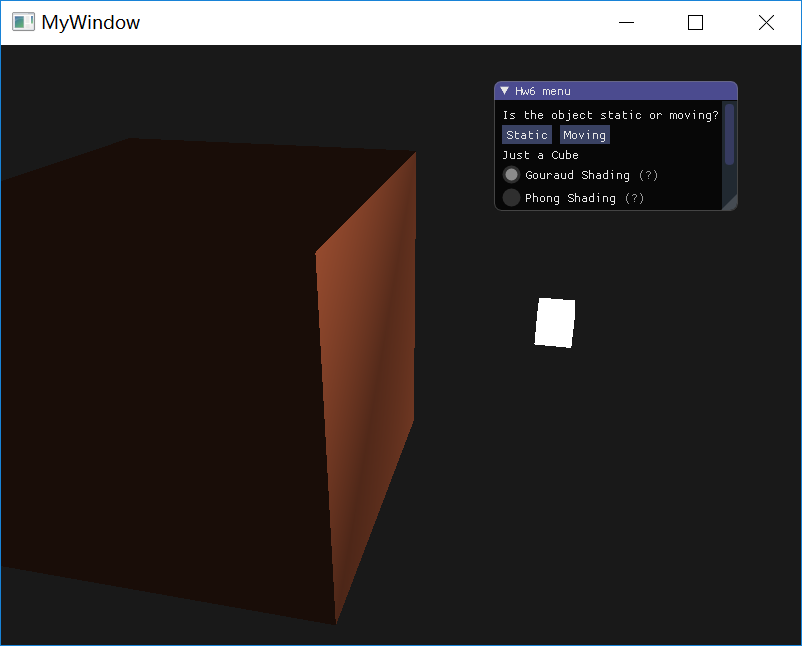 MyWindow
Hw6 menu
Is the object static or moving?
Static Moving
Just a Cube
Gouraud Shading (?)
Phong Shading (?)